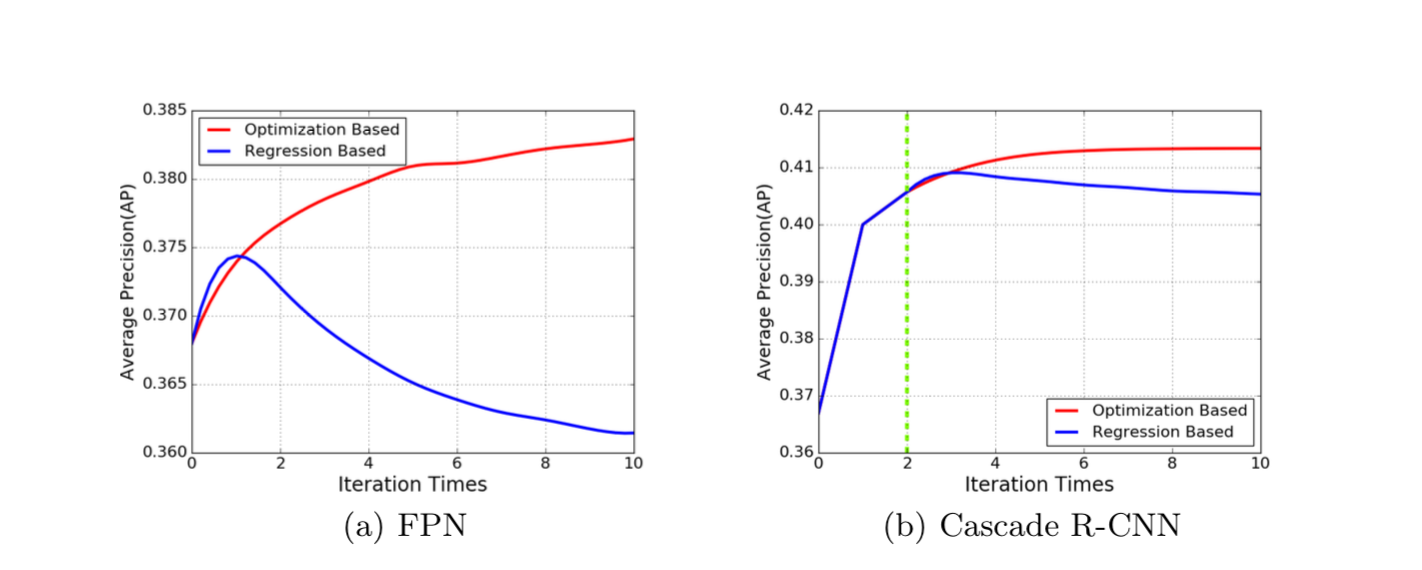 0.385
0.380
0.375
0.370
0.365
0.360
Average Precision(AP)
Optimization Based
Regression Based
0 2 4 6 8 10
Iteration Times
(a) FPN
0.42
0.41
0.40
0.39
0.38
0.37
0.36
Average Precision(AP)
Optimization Based
Regression Based
0 2 4 6 8 10
Iteration Times
(b) Cascade R-CNN